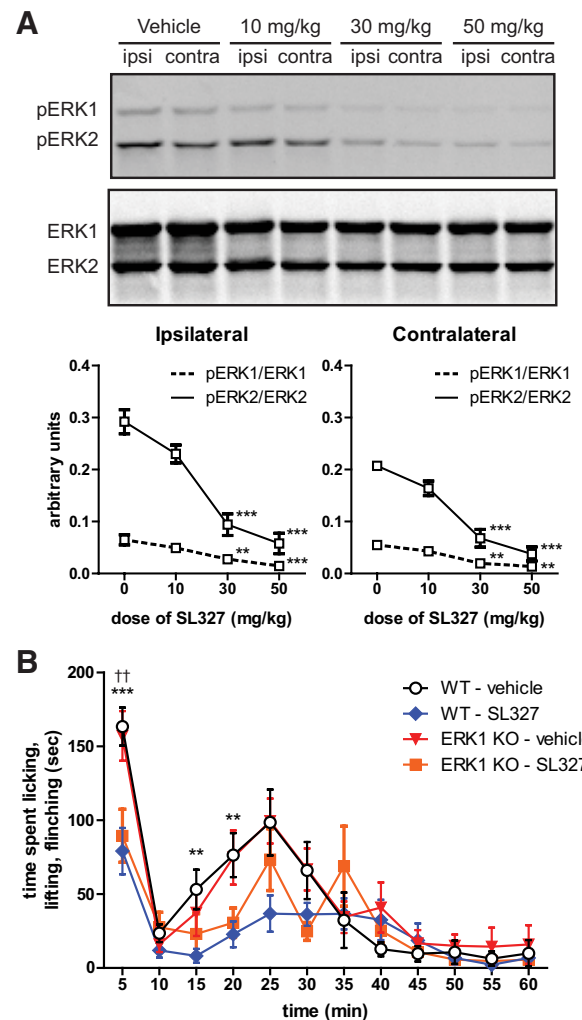 A
Vehicle 10 mg/kg 30 mg/kg 50 mg/kg
ipsi contra ipsi contra ipsi contra ipsi contra
pERK1
pERK2
ERK1
ERK2
Ipsilateral
Contralateral
0.4
0.3
0.2
0.1
0.0
arbitrary units
pERK1/ERK1
pERK2/ERK2
***
**
***
***
0 10 30 50
dose of SL327 (mg/kg)
0.4
0.3
0.2
0.1
0.0
pERK1/ERK1
pERK2/ERK2
***
***
**
**
0 10 30 50
dose of SL327 (mg/kg)
B
200
150
100
50
0
time spent licking,
lifting, flinching (sec)
††
***
**
**
WT - vehicle
WT - SL327
ERK1 KO - vehicl
ERK1 KO - SL327
5 10 15 20 25 30 35 40 45 50 55 60
time (min)